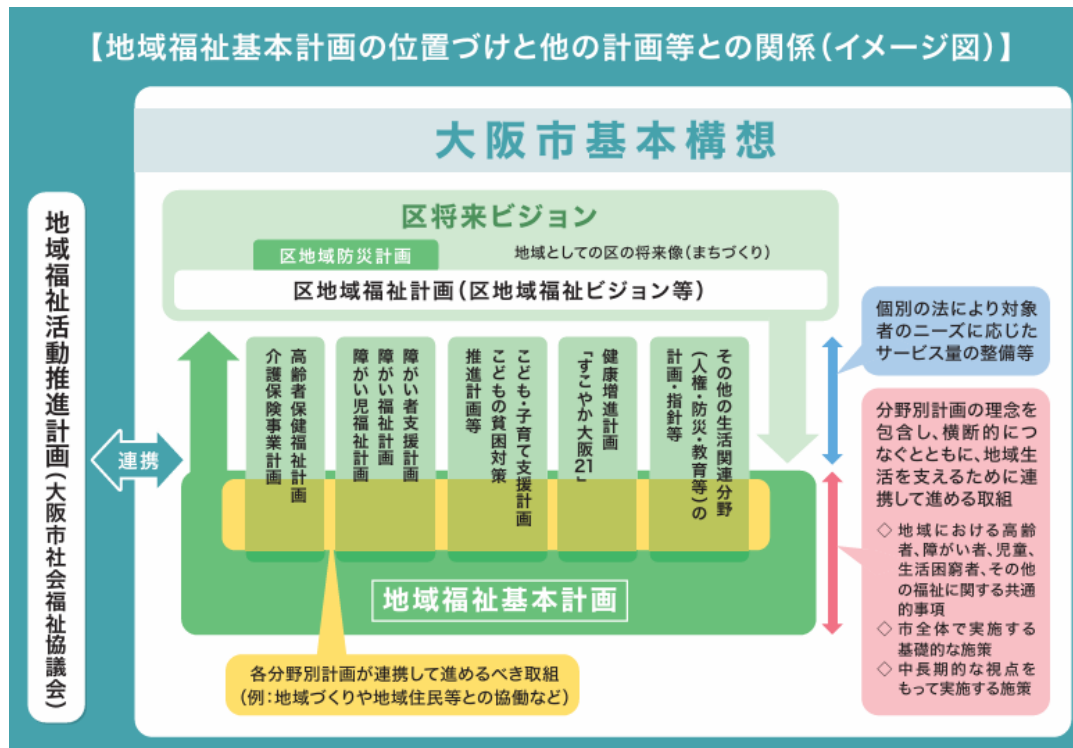 【地域福祉基本計画の位置づけと他の計画等との関係（イメージ図）】
大阪市基本構想
地域福祉活動推進計画（大阪市社会福祉協議会）
連携
区将来ビジョン
区地域防災計画
地域としての区の将来像（まちづくり）
区地域福祉計画（区地域福祉ビジョン等）
高齢者保健福祉計画
介護保険事業計画
障がい者支援計画
障がい福祉計画
障がい児福祉計画
こども・子育て支援計画
こどもの貧困対策
推進計画等
健康増進計画
「すこやか大阪21」
その他の生活関連分野
（人権・防災・教育等）の
計画・指針等
地域福祉基本計画
各分野別計画が連携して進めるべき取組
（例：地域づくりや地域住民等との協働など）
個別の法により対象
者のニーズに応じた
サービス量の整備等
分野別計画の理念を
包含し、横断的につ
なぐとともに、地域生
活を支えるために連
携して進める取組
◇ 地域における高齢
者、障がい者、児童、
生活困窮者、その他
の福祉に関する共通
的事項
◇ 市全体で実施する
基礎的な施策
◇ 中長期的な視点を
もって実施する施策